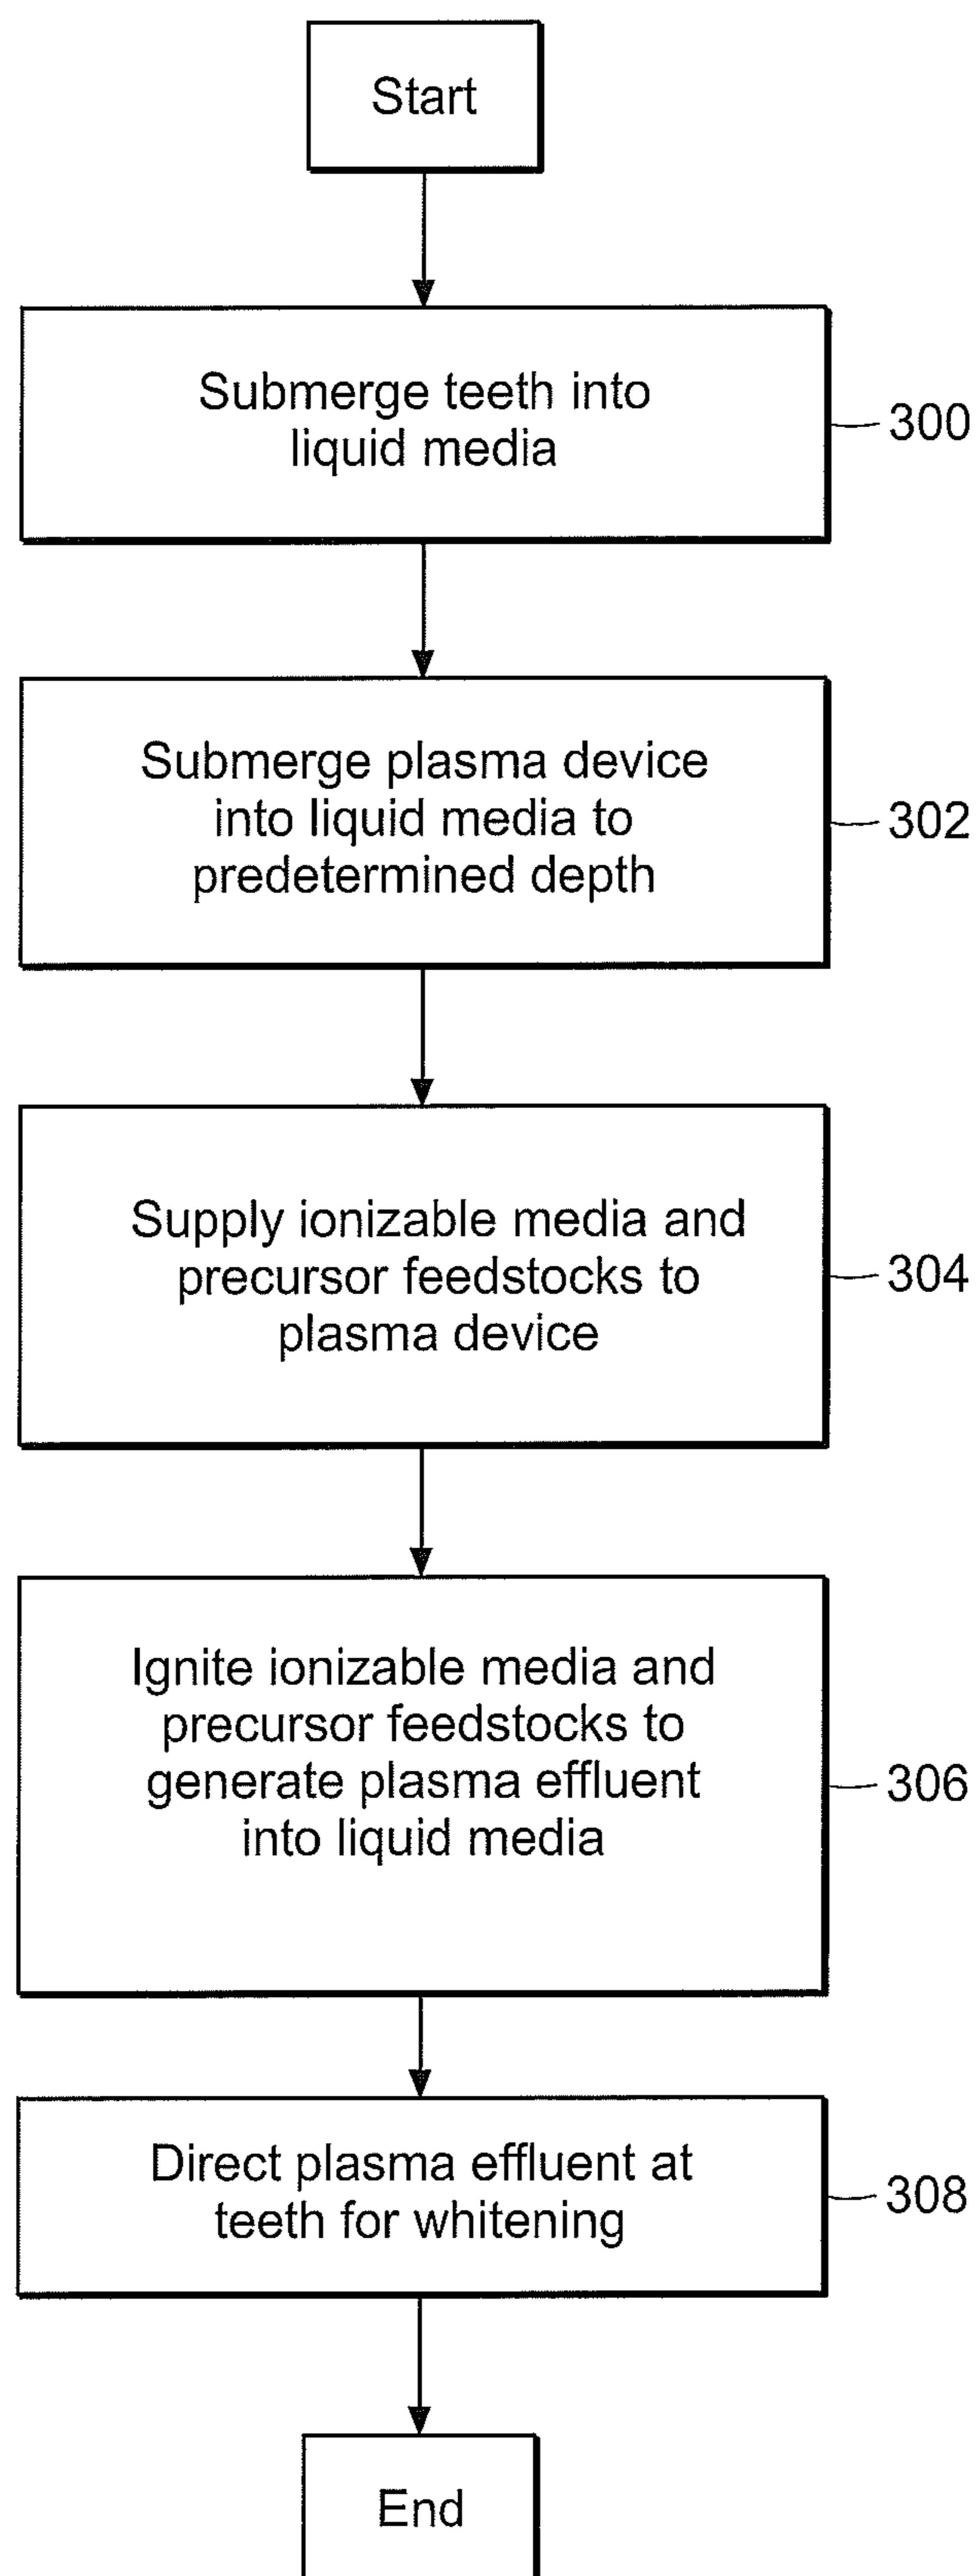 Start
Submerge teeth into
liquid media
300
Submerge plasma device
into liquid media to
predetermined depth
302
Supply ionizable media and
precursor feedstocks to
plasma device
304
Ignite ionizable media and
precursor feedstocks to
generate plasma effluent
into liquid media
306
Direct plasma effluent at
teeth for whitening
308
End